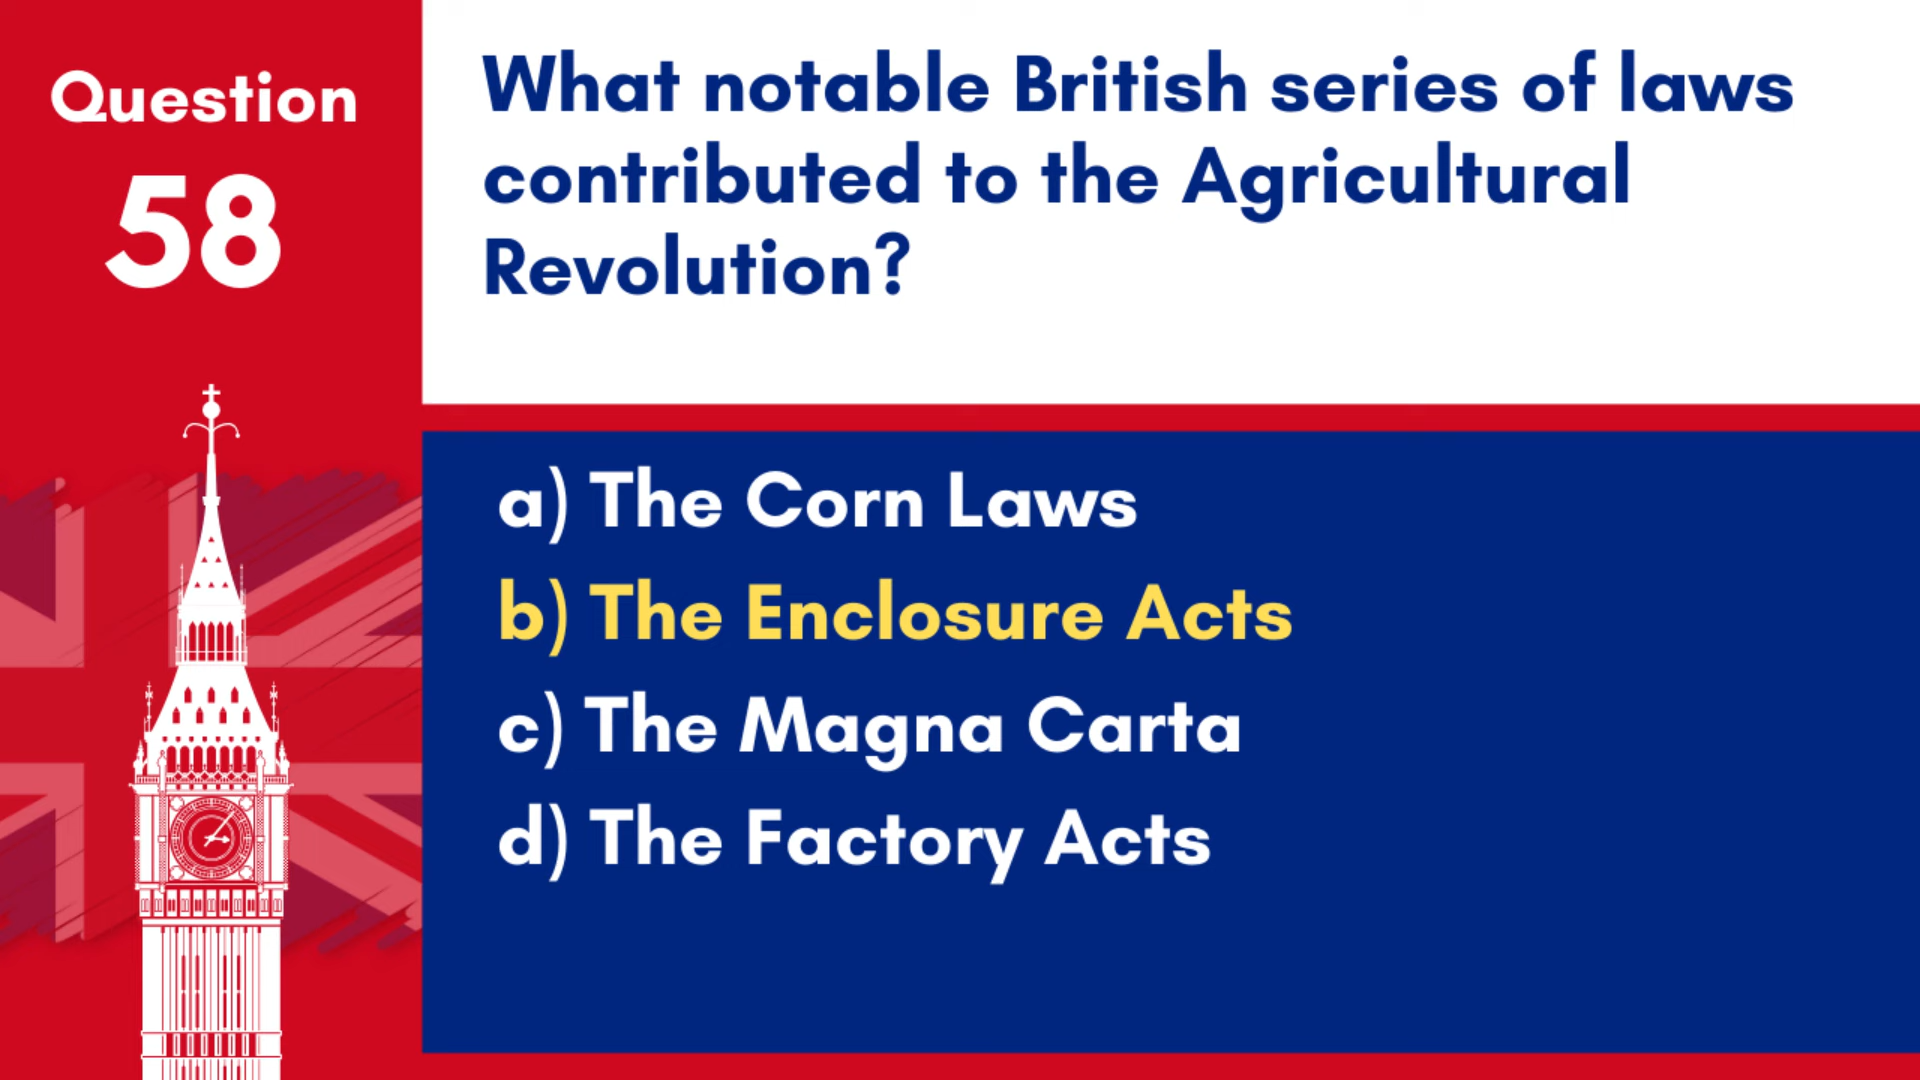 Question
58
What notable British series of laws
contributed to the Agricultural
Revolution?
a) The Corn Laws
b) The Enclosure Acts
c) The Magna Carta
d) The Factory Acts